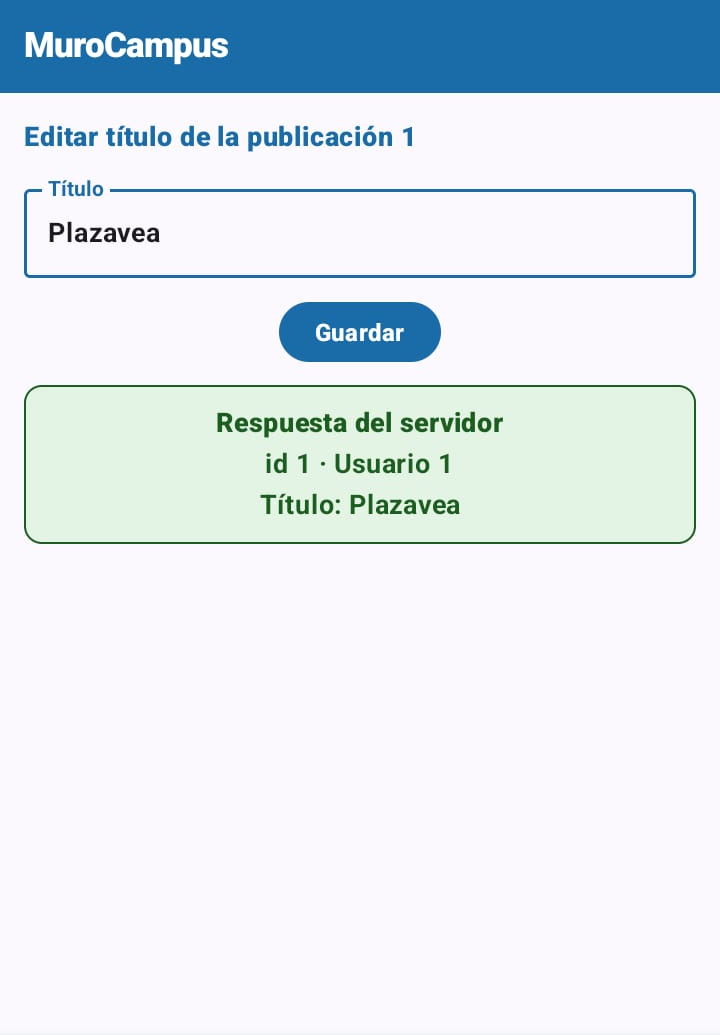 MuroCampus
Editar título de la publicación 1
Título
Plazavea
Guardar
Respuesta del servidor
id 1 · Usuario 1
Título: Plazavea